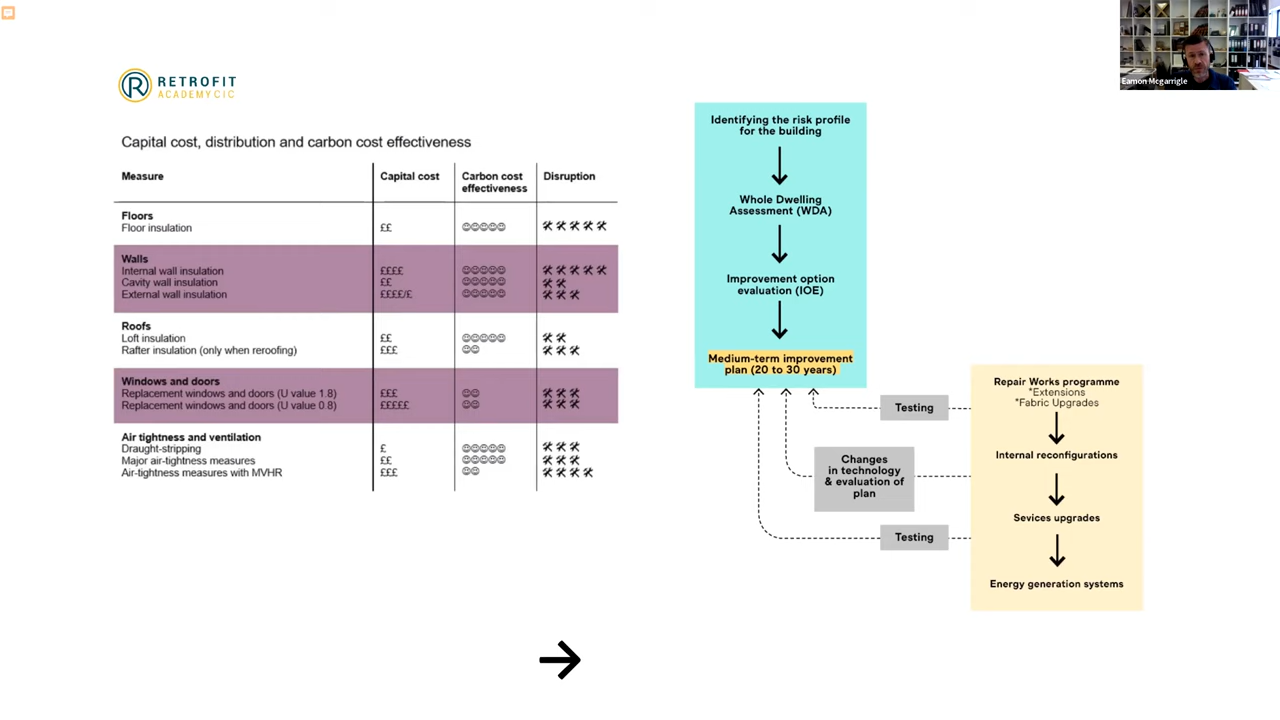 Eamon Mcgarrigle
RETROFIT
ACADEMY CIC
Capital cost, distribution and carbon cost effectiveness
Measure
Capital cost
Carbon cost
effectiveness
Disruption
Floors
Floor insulation
££
Walls
Internal wall insulation
££££
Cavity wall insulation
££
External wall insulation
££££/£
Roofs
Loft insulation
££
Rafter insulation (only when reroofing)
£££
Windows and doors
Replacement windows and doors (U value 1.8)
£££
Replacement windows and doors (U value 0.8)
£££££
Air tightness and ventilation
Draught-stripping
£
Major air-tightness measures
££
Air-tightness measures with MVHR
£££
Identifying the risk profile
for the building
Whole Dwelling
Assessment (WDA)
Improvement option
evaluation (IOE)
Medium-term improvement
plan (20 to 30 years)
Testing
Changes
in technology
& evaluation of
plan
Testing
Repair Works programme
*Extensions
*Fabric Upgrades
Internal reconfigurations
Sevices upgrades
Energy generation systems